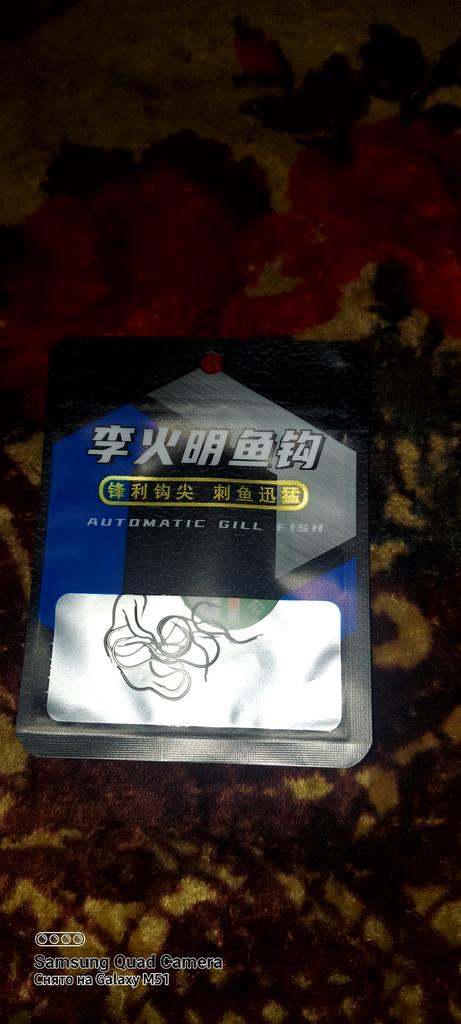 李火明鱼钩
锋利钩尖 刺鱼迅猛
AUTOMATIC GILL FISH
Samsung Quad Camera
Снято на Galaxy M51